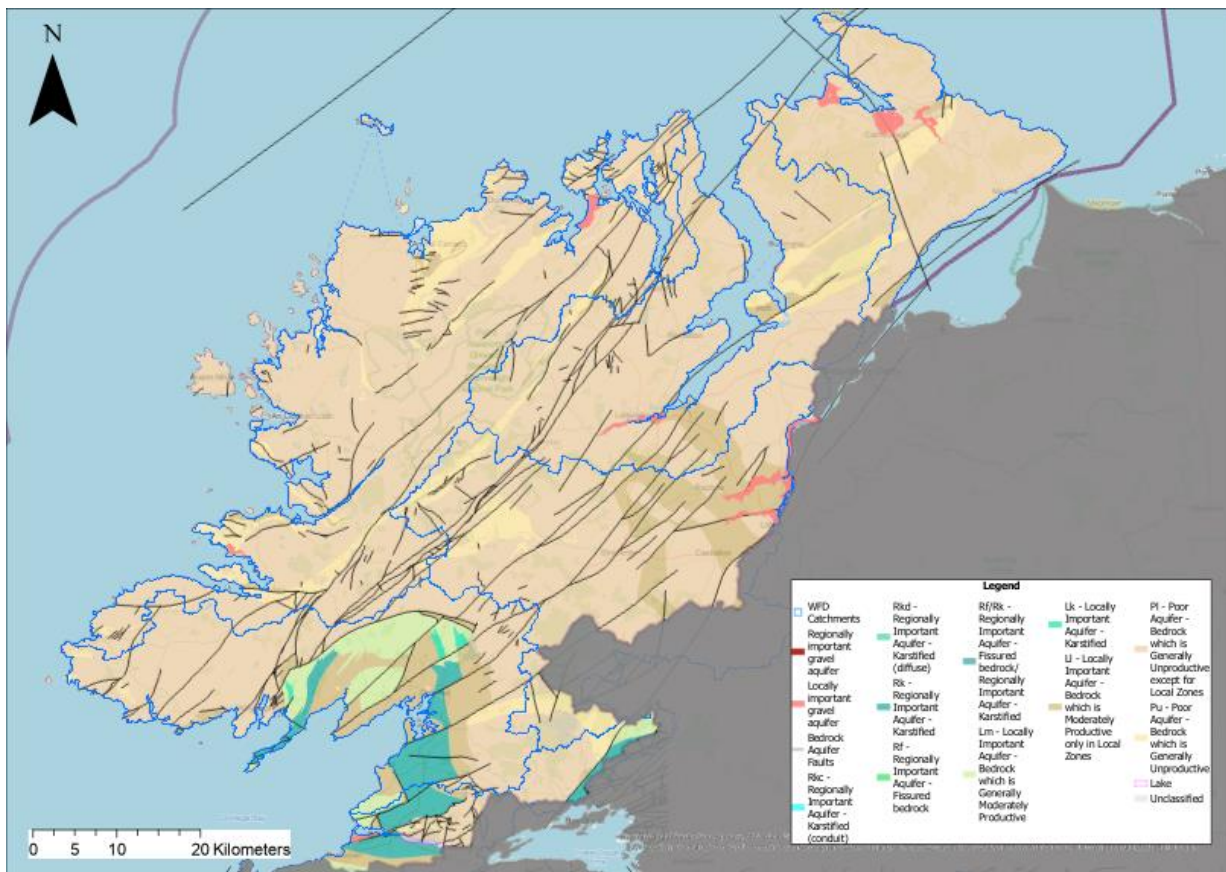 N
0 5 10 20 Kilometers
Legend
WFD
Catchments
Regionally
important
gravel
aquifer
Locally
important
gravel
aquifer
Bedrock
Aquifer
Faults
Rkc -
Regionally
Important
Aquifer -
Karstified
(conduit)
Rkd -
Regionally
Important
Aquifer -
Karstified
(diffuse)
Rk -
Regionally
Important
Aquifer -
Karstified
Rf -
Regionally
Important
Aquifer -
Fissured
bedrock
Rf/Rk -
Regionally
Important
Aquifer -
Fissured
bedrock/
Regionally
Important
Aquifer -
Karstified
Lm - Locally
Important
Aquifer -
Bedrock
which is
Generally
Moderately
Productive
Lk - Locally
Important
Aquifer -
Karstified
Ll - Locally
Important
Aquifer -
Bedrock
which is
Moderately
Productive
only in Local
Zones
Pl - Poor
Aquifer -
Bedrock
which is
Generally
Unproductive
except for
Local Zones
Pu - Poor
Aquifer -
Bedrock
which is
Generally
Unproductive
Lake
Unclassified